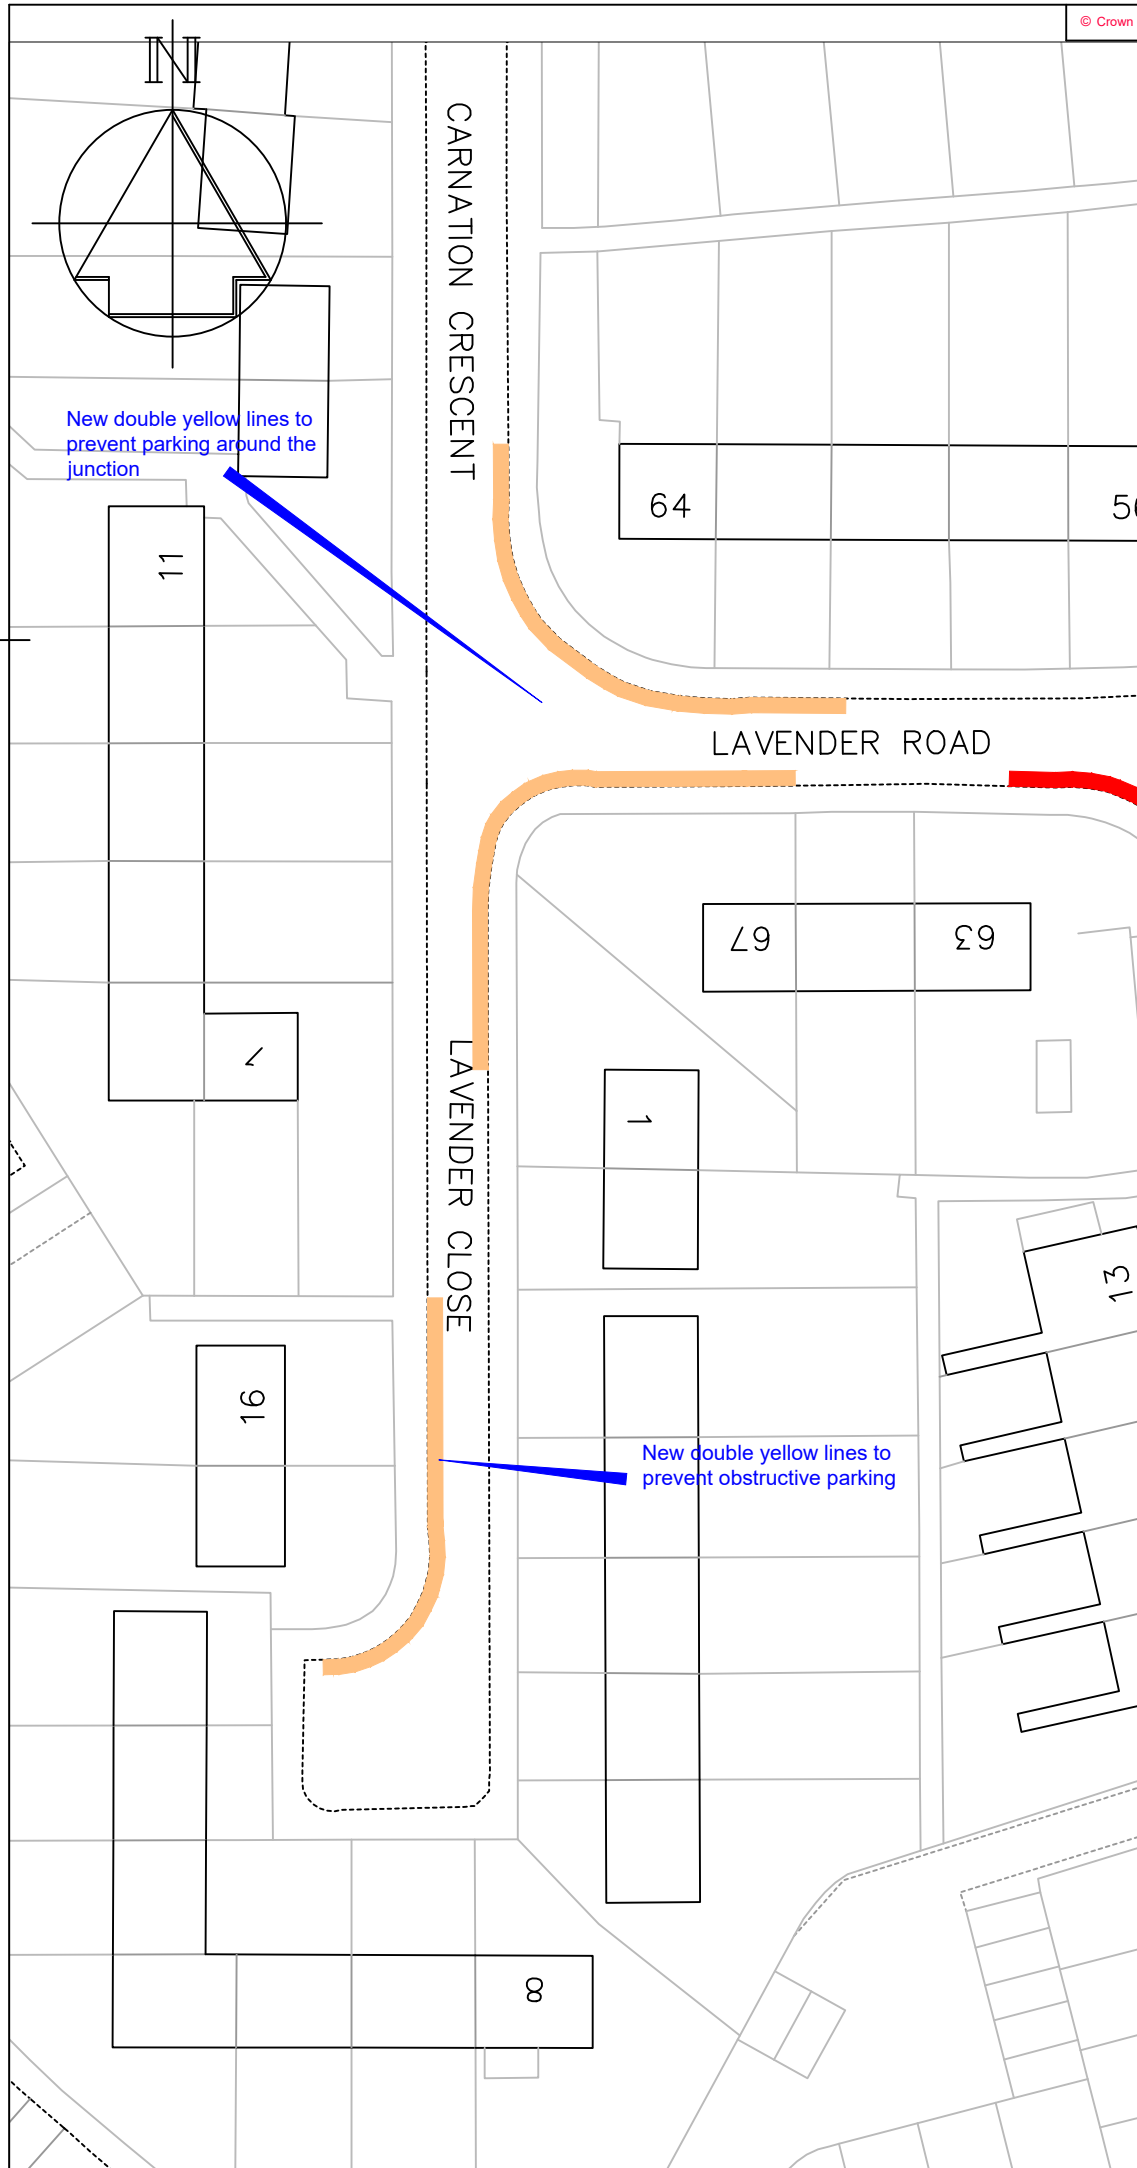 © Crown
N
CARNATION CRESCENT
New double yellow lines to
prevent parking around the
junction
64
11
LAVENDER ROAD
67
63
7
1
LAVENDER CLOSE
13
16
New double yellow lines to
prevent obstructive parking
8